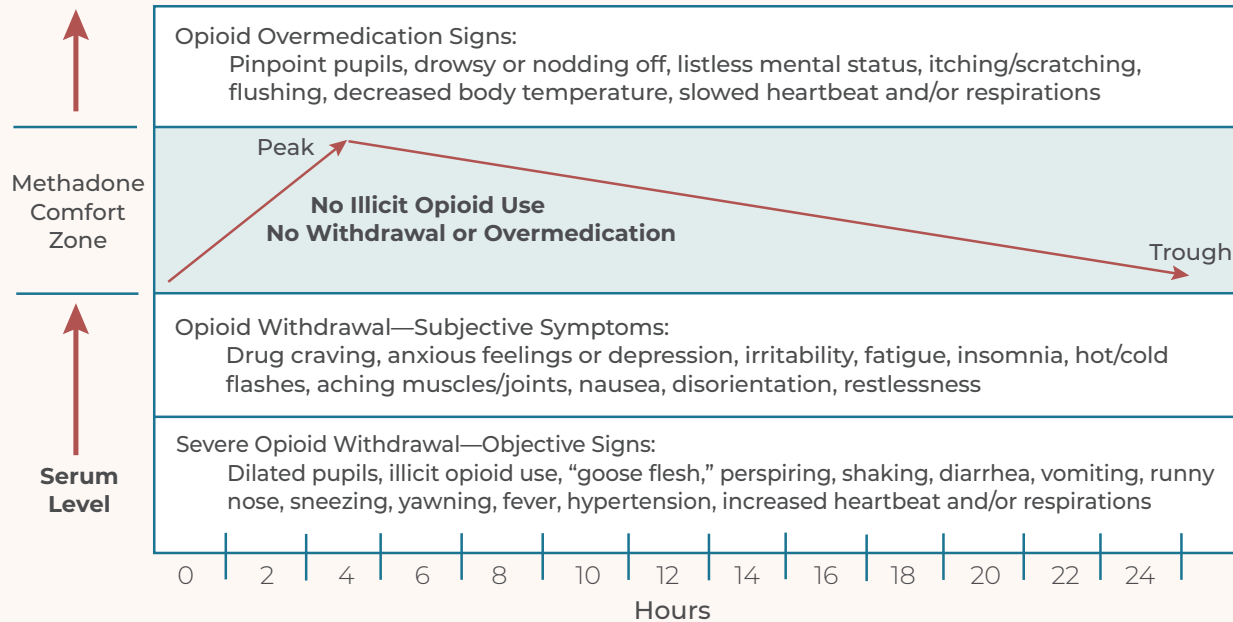 Opioid Overmedication Signs:
Pinpoint pupils, drowsy or nodding off, listless mental status, itching/scratching,
flushing, decreased body temperature, slowed heartbeat and/or respirations
Methadone
Comfort
Zone
Peak
No Illicit Opioid Use
No Withdrawal or Overmedication
Trough
Opioid Withdrawal—Subjective Symptoms:
Drug craving, anxious feelings or depression, irritability, fatigue, insomnia, hot/cold
flashes, aching muscles/joints, nausea, disorientation, restlessness
Serum
Level
Severe Opioid Withdrawal—Objective Signs:
Dilated pupils, illicit opioid use, “goose flesh,” perspiring, shaking, diarrhea, vomiting, runny
nose, sneezing, yawning, fever, hypertension, increased heartbeat and/or respirations
0 2 4 6 8 10 12 14 16 18 20 22 24
Hours